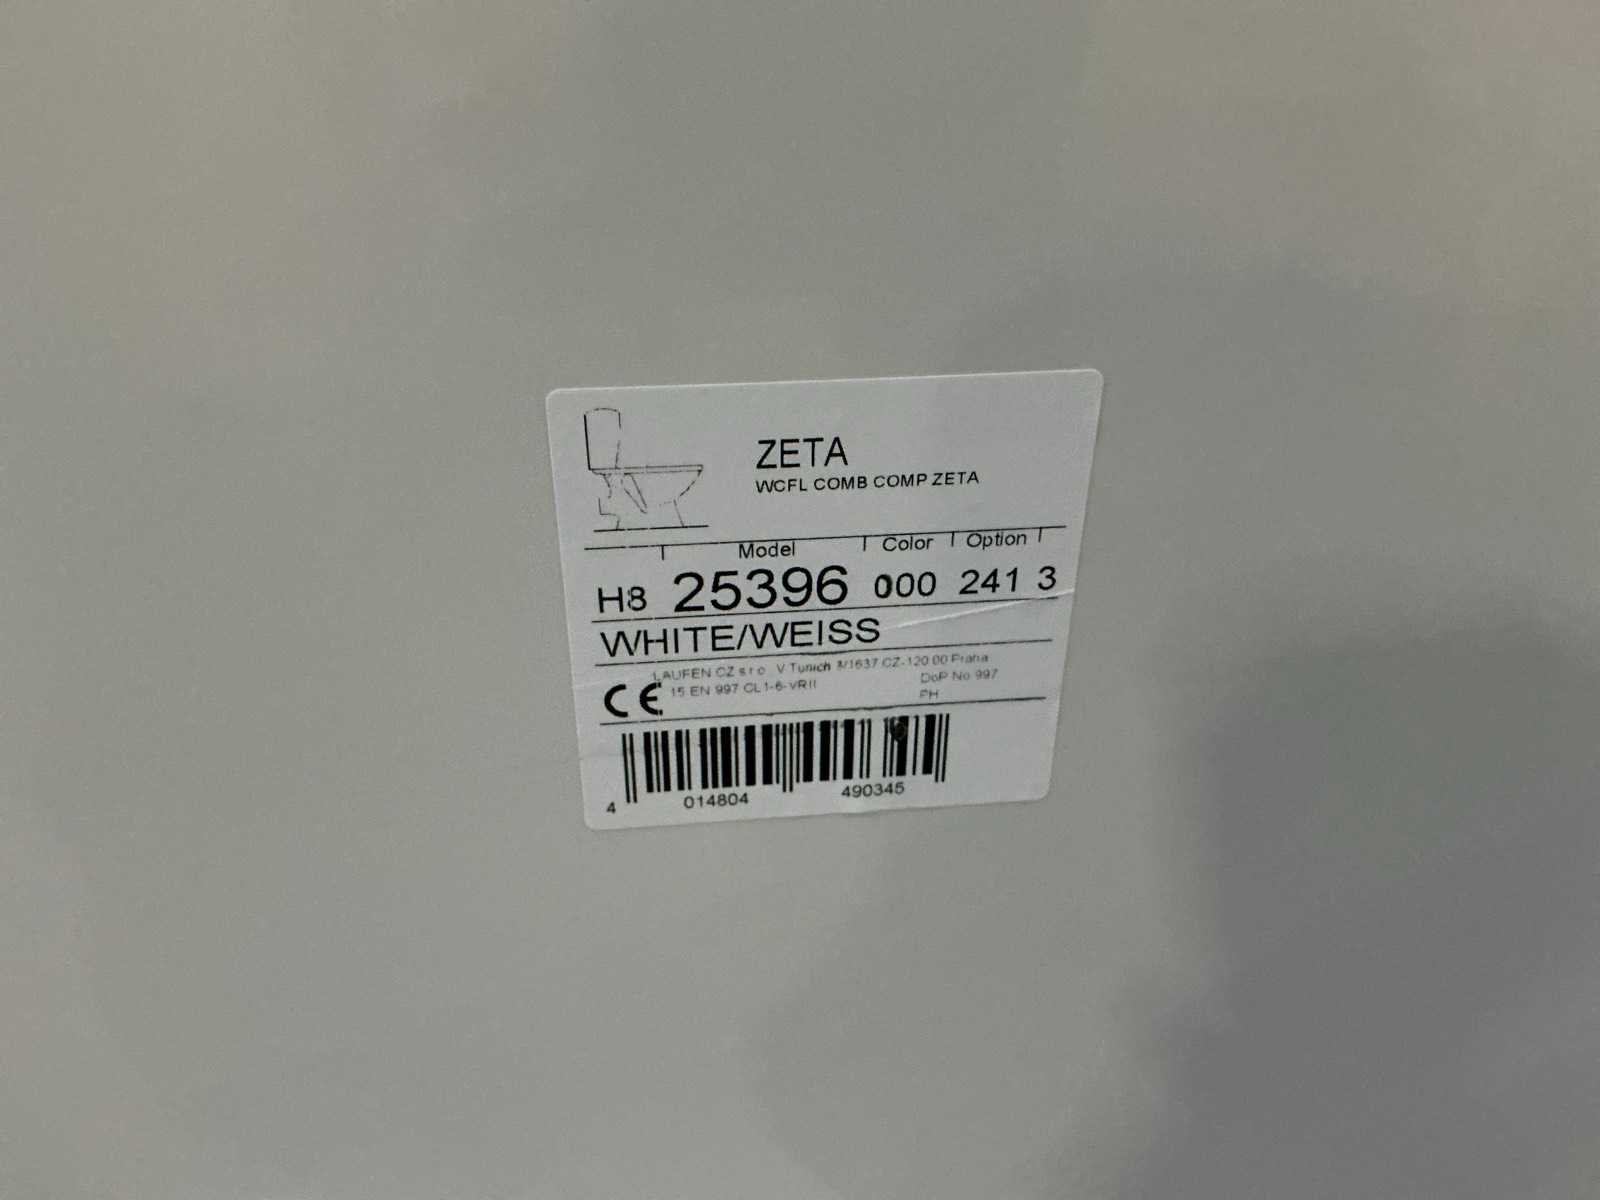 ZETA
WCFL COMB COMP ZETA
Model Color Option
H8 25396 000 241 3
WHITE/WEISS
LAUFEN CZ s r o V Tunich 3/1637 CZ-120 00 Praha
CE 15 EN 997 CL1-6-VRII DoP No 997
PH
4 014804 490345